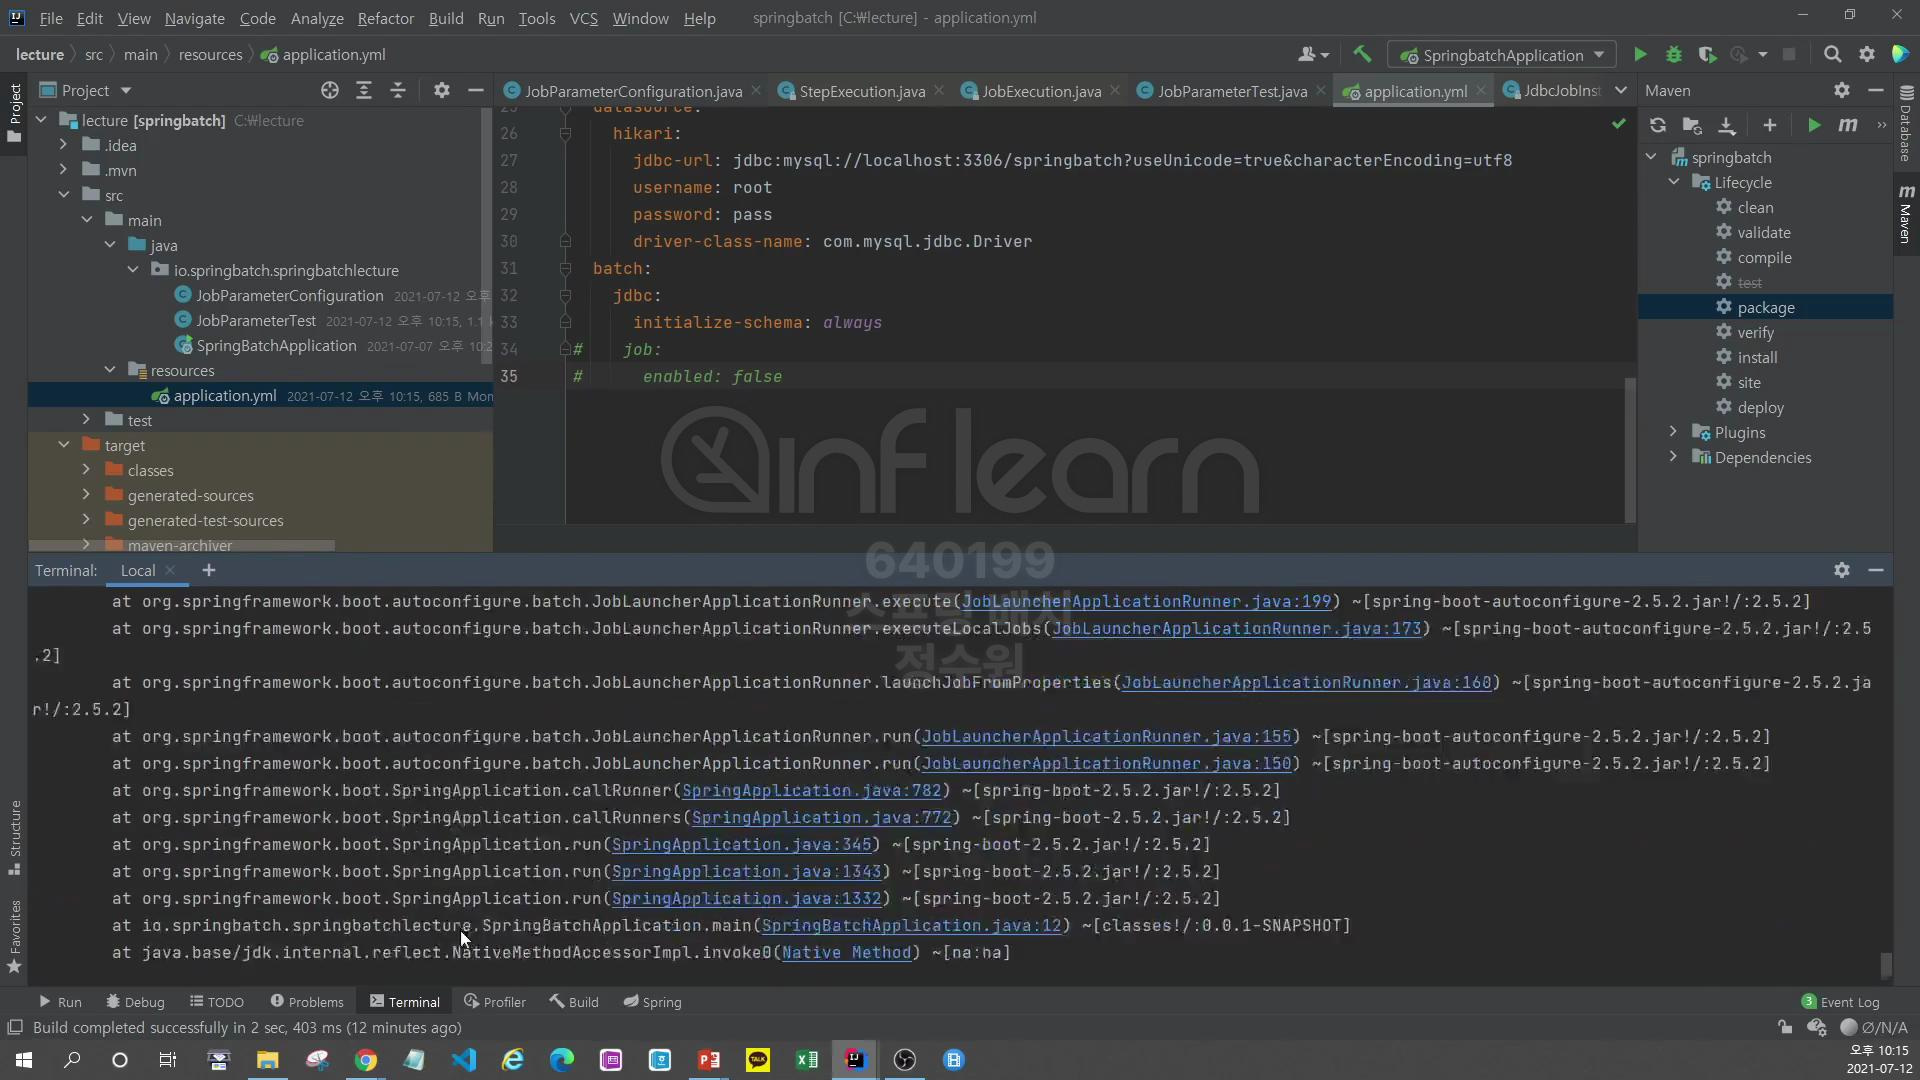 File Edit View Navigate Code Analyze Refactor Build Run Tools VCS Window Help springbatch [C:₩lecture] - application.yml
lecture src main resources application.yml SpringbatchApplication
Project
JobParameterConfiguration.java StepExecution.java JobExecution.java JobParameterTest.java application.yml JdbcJobInst
Maven
Project
lecture [springbatch] C:₩lecture
.idea
.mvn
src
main
java
io.springbatch.springbatchlecture
JobParameterConfiguration 2021-07-12 오후
JobParameterTest 2021-07-12 오후 10:15, 1.1
SpringBatchApplication 2021-07-07 오후 10:2
resources
application.yml 2021-07-12 오후 10:15, 685 B Mom
test
target
classes
generated-sources
generated-test-sources
maven-archiver
datasource:
26 hikari:
27 jdbc-url: jdbc:mysql://localhost:3306/springbatch?useUnicode=true&characterEncoding=utf8
28 username: root
29 password: pass
30 driver-class-name: com.mysql.jdbc.Driver
31 batch:
32 jdbc:
33 initialize-schema: always
34 # job:
35 # enabled: false
inflearn
640199
스프링 배치
정수원
springbatch
Lifecycle
clean
validate
compile
test
package
verify
install
site
deploy
Plugins
Dependencies
Database
Maven
Terminal: Local
at org.springframework.boot.autoconfigure.batch.JobLauncherApplicationRunner.execute(JobLauncherApplicationRunner.java:199) ~[spring-boot-autoconfigure-2.5.2.jar!/:2.5.2]
at org.springframework.boot.autoconfigure.batch.JobLauncherApplicationRunner.executeLocalJobs(JobLauncherApplicationRunner.java:173) ~[spring-boot-autoconfigure-2.5.2.jar!/:2.5
.2]
at org.springframework.boot.autoconfigure.batch.JobLauncherApplicationRunner.launchJobFromProperties(JobLauncherApplicationRunner.java:160) ~[spring-boot-autoconfigure-2.5.2.ja
r!/:2.5.2]
at org.springframework.boot.autoconfigure.batch.JobLauncherApplicationRunner.run(JobLauncherApplicationRunner.java:155) ~[spring-boot-autoconfigure-2.5.2.jar!/:2.5.2]
at org.springframework.boot.autoconfigure.batch.JobLauncherApplicationRunner.run(JobLauncherApplicationRunner.java:150) ~[spring-boot-autoconfigure-2.5.2.jar!/:2.5.2]
at org.springframework.boot.SpringApplication.callRunner(SpringApplication.java:782) ~[spring-boot-2.5.2.jar!/:2.5.2]
at org.springframework.boot.SpringApplication.callRunners(SpringApplication.java:772) ~[spring-boot-2.5.2.jar!/:2.5.2]
at org.springframework.boot.SpringApplication.run(SpringApplication.java:345) ~[spring-boot-2.5.2.jar!/:2.5.2]
at org.springframework.boot.SpringApplication.run(SpringApplication.java:1343) ~[spring-boot-2.5.2.jar!/:2.5.2]
at org.springframework.boot.SpringApplication.run(SpringApplication.java:1332) ~[spring-boot-2.5.2.jar!/:2.5.2]
at io.springbatch.springbatchlecture.SpringBatchApplication.main(SpringBatchApplication.java:12) ~[classes!/:0.0.1-SNAPSHOT]
at java.base/jdk.internal.reflect.NativeMethodAccessorImpl.invoke0(Native Method) ~[na:na]
Structure
Favorites
Run Debug TODO Problems Terminal Profiler Build Spring 3 Event Log
Build completed successfully in 2 sec, 403 ms (12 minutes ago) Ø/N/A
TALK
오후 10:15
2021-07-12